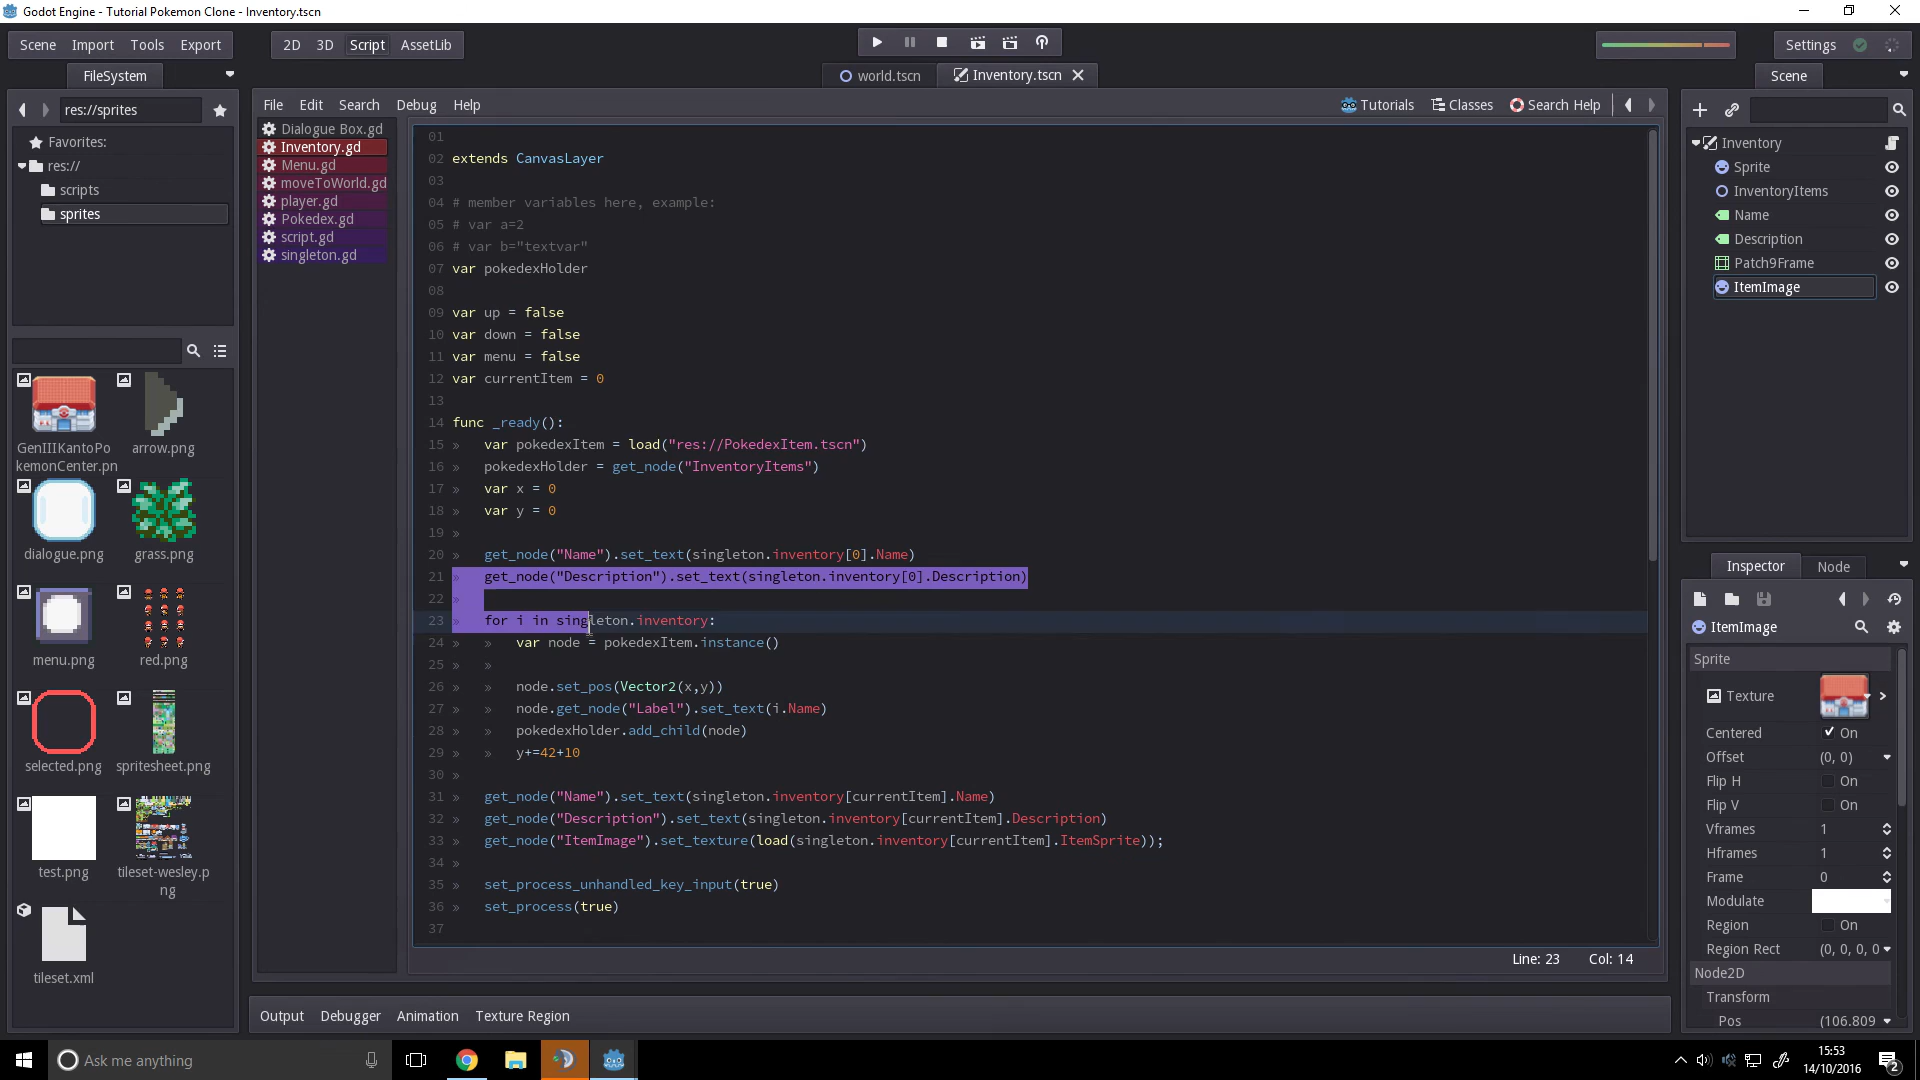 Godot Engine - Tutorial Pokemon Clone - Inventory.tscn
Scene Import Tools Export
2D 3D Script AssetLib
Settings
FileSystem
world.tscn
Inventory.tscn
Scene
res://sprites
File Edit Search Debug Help
Tutorials Classes Search Help
Favorites:
res://
scripts
sprites
GenIIIKantoPo
kemonCenter.pn
arrow.png
dialogue.png
grass.png
menu.png
red.png
selected.png
spritesheet.png
test.png
tileset-wesley.p
ng
tileset.xml
Dialogue Box.gd
Inventory.gd
Menu.gd
moveToWorld.gd
player.gd
Pokedex.gd
script.gd
singleton.gd
01
02 extends CanvasLayer
03
04 # member variables here, example:
05 # var a=2
06 # var b="textvar"
07 var pokedexHolder
08
09 var up = false
10 var down = false
11 var menu = false
12 var currentItem = 0
13
14 func _ready():
15 » var pokedexItem = load("res://PokedexItem.tscn")
16 » pokedexHolder = get_node("InventoryItems")
17 » var x = 0
18 » var y = 0
19 »
20 » get_node("Name").set_text(singleton.inventory[0].Name)
21 » get_node("Description").set_text(singleton.inventory[0].Description)
22 »
23 » for i in singleton.inventory:
24 » » var node = pokedexItem.instance()
25 » »
26 » » node.set_pos(Vector2(x,y))
27 » » node.get_node("Label").set_text(i.Name)
28 » » pokedexHolder.add_child(node)
29 » » y+=42+10
30 »
31 » get_node("Name").set_text(singleton.inventory[currentItem].Name)
32 » get_node("Description").set_text(singleton.inventory[currentItem].Description)
33 » get_node("ItemImage").set_texture(load(singleton.inventory[currentItem].ItemSprite));
34 »
35 » set_process_unhandled_key_input(true)
36 » set_process(true)
37
Line: 23 Col: 14
Output Debugger Animation Texture Region
Inventory
Sprite
InventoryItems
Name
Description
Patch9Frame
ItemImage
Inspector Node
ItemImage
Sprite
Texture
Centered On
Offset (0, 0)
Flip H On
Flip V On
Vframes 1
Hframes 1
Frame 0
Modulate
Region On
Region Rect (0, 0, 0, 0
Node2D
Transform
Pos (106.809
Ask me anything
15:53
14/10/2016
2